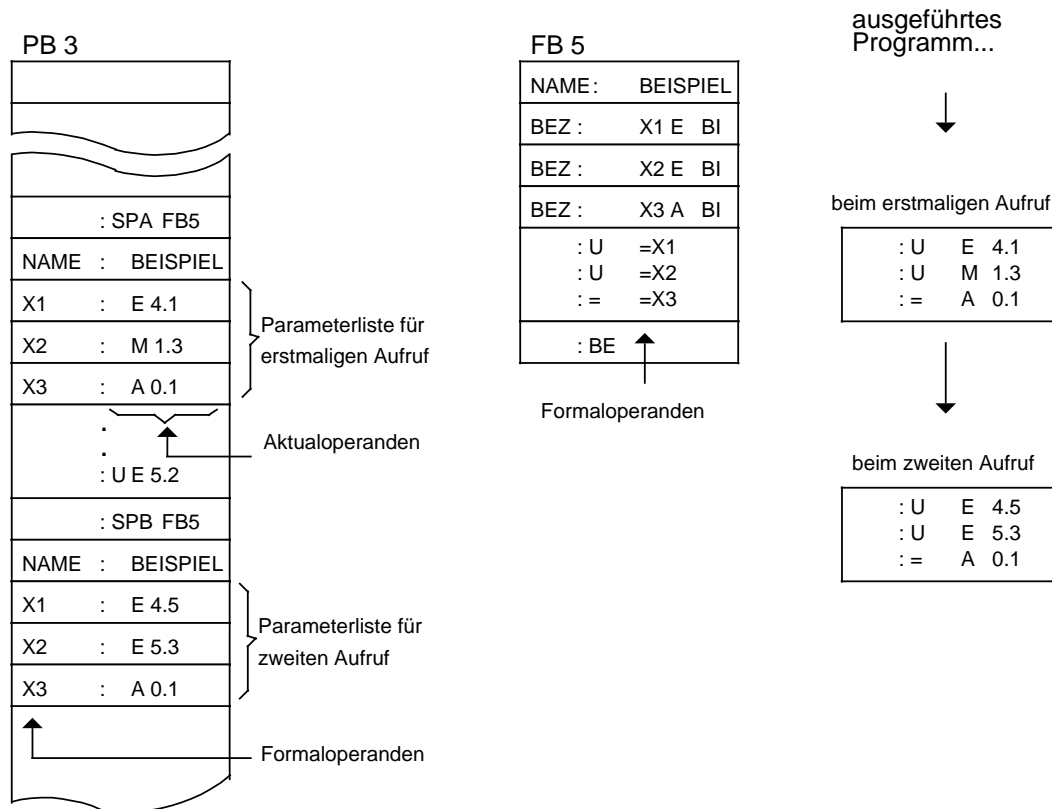 PB 3
: SPA FB5
NAME : BEISPIEL
X1 : E 4.1
X2 : M 1.3
X3 : A 0.1
.
.
: U E 5.2
: SPB FB5
NAME : BEISPIEL
X1 : E 4.5
X2 : E 5.3
X3 : A 0.1
Parameterliste für
erstmaligen Aufruf
Aktualoperanden
Parameterliste für
zweiten Aufruf
Formaloperanden
FB 5
NAME : BEISPIEL
BEZ : X1 E BI
BEZ : X2 E BI
BEZ : X3 A BI
: U =X1
: U =X2
: = =X3
: BE
Formaloperanden
ausgeführtes
Programm...
beim erstmaligen Aufruf
: U E 4.1
: U M 1.3
: = A 0.1
beim zweiten Aufruf
: U E 4.5
: U E 5.3
: = A 0.1